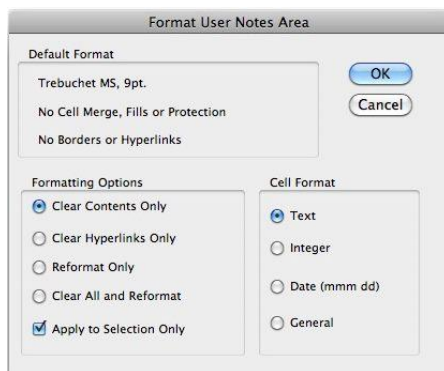 Format User Notes Area
Default Format
Trebuchet MS, 9pt.
No Cell Merge, Fills or Protection
No Borders or Hyperlinks
OK
Cancel
Formatting Options
Clear Contents Only
Clear Hyperlinks Only
Reformat Only
Clear All and Reformat
Apply to Selection Only
Cell Format
Text
Integer
Date (mmm dd)
General